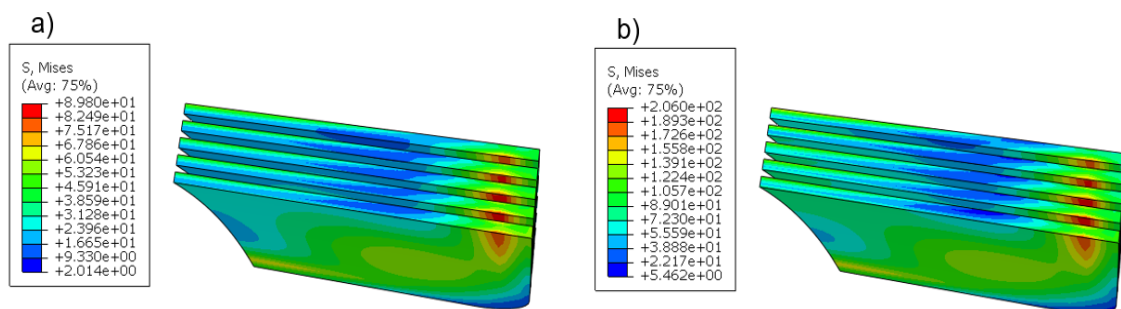 a)
S, Mises
(Avg: 75%)
+8.980e+01
+8.249e+01
+7.517e+01
+6.786e+01
+6.054e+01
+5.323e+01
+4.591e+01
+3.859e+01
+3.128e+01
+2.396e+01
+1.665e+01
+9.330e+00
+2.014e+00
b)
S, Mises
(Avg: 75%)
+2.060e+02
+1.893e+02
+1.726e+02
+1.558e+02
+1.391e+02
+1.224e+02
+1.057e+02
+8.901e+01
+7.230e+01
+5.559e+01
+3.888e+01
+2.217e+01
+5.462e+00